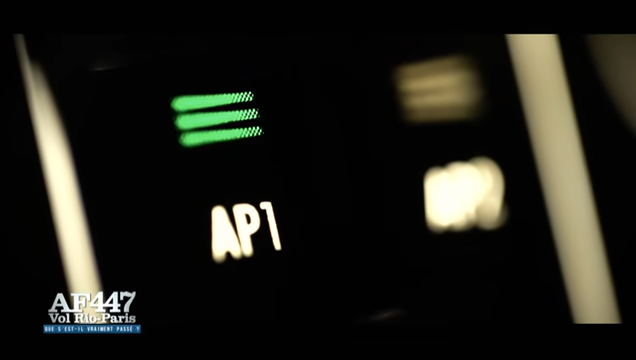 AP1
AF447
Vol Rio-Paris
QUE S'EST-IL VRAIMENT PASSÉ ?